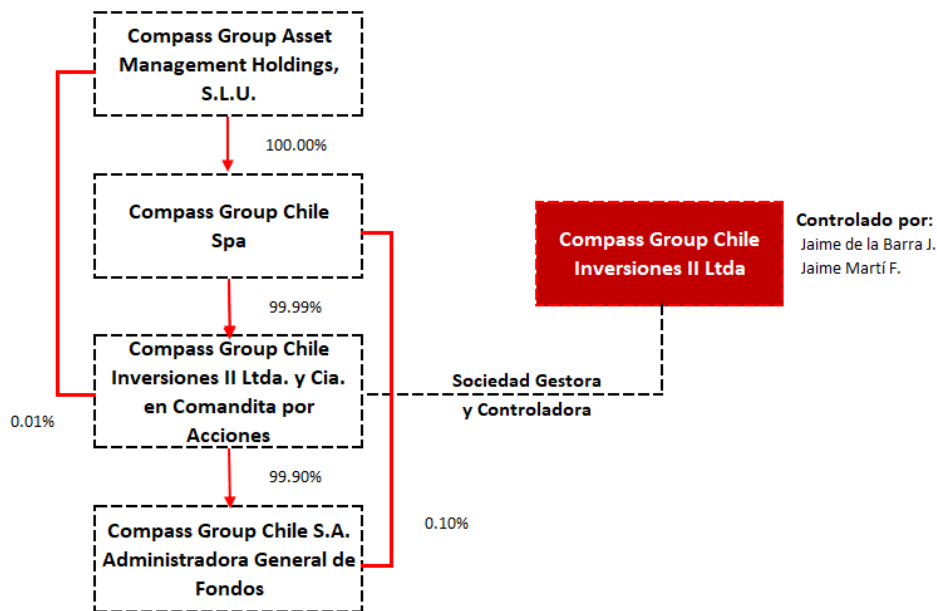 Compass Group Asset
Management Holdings,
S.L.U.
100.00%
Compass Group Chile
Spa
99.99%
Compass Group Chile
Inversiones II Ltda. y Cia.
en Comandita por
Acciones
0.01%
99.90%
Compass Group Chile S.A.
Administradora General de
Fondos
0.10%
Sociedad Gestora
y Controladora
Compass Group Chile
Inversiones II Ltda
Controlado por:
Jaime de la Barra J.
Jaime Martí F.